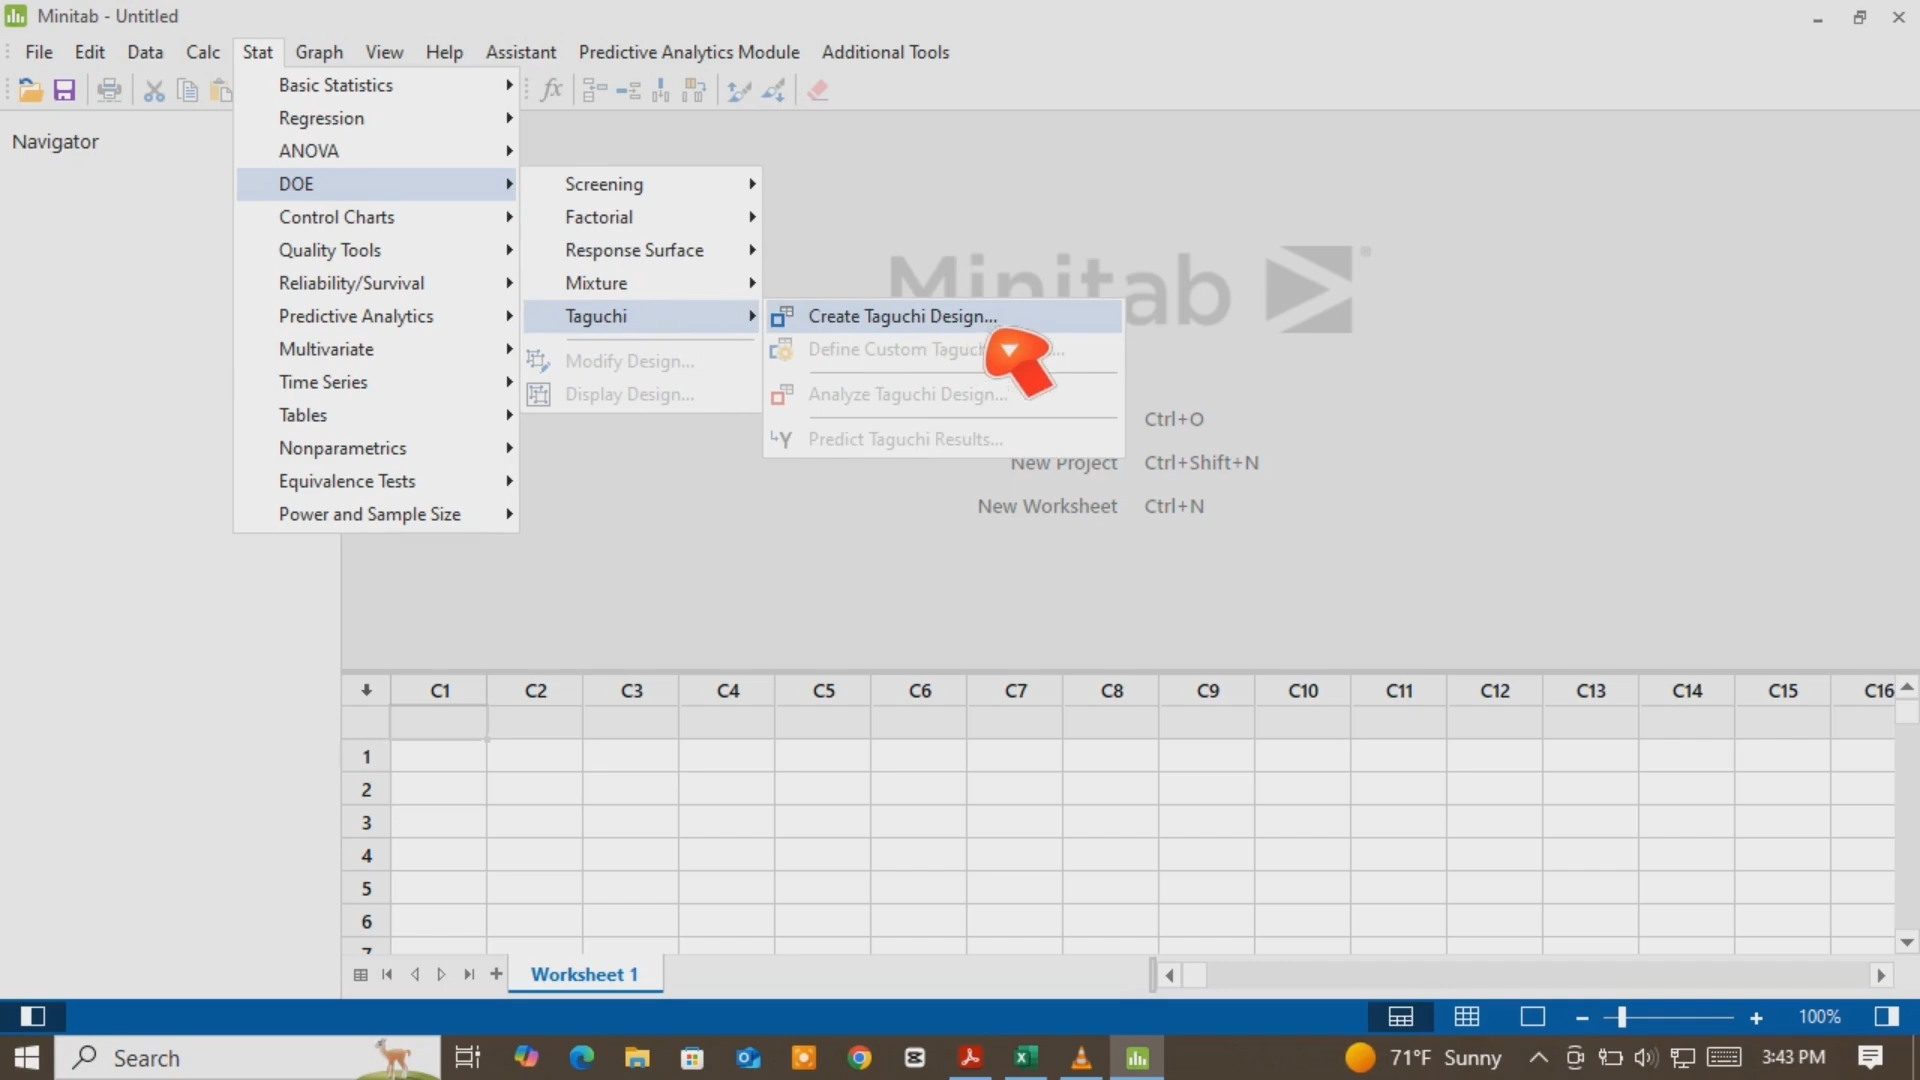 Minitab - Untitled
File Edit Data Calc Stat Graph View Help Assistant Predictive Analytics Module Additional Tools
fx
Navigator
Basic Statistics
Regression
ANOVA
DOE
Control Charts
Quality Tools
Reliability/Survival
Predictive Analytics
Multivariate
Time Series
Tables
Nonparametrics
Equivalence Tests
Power and Sample Size
Screening
Factorial
Response Surface
Mixture
Taguchi
Modify Design...
Display Design...
Create Taguchi Design...
Define Custom
Analyze Taguchi Design...
Predict Taguchi Results...
Minitab
Ctrl+O
New Project Ctrl+Shift+N
New Worksheet Ctrl+N
C1 C2 C3 C4 C5 C6 C7 C8 C9 C10 C11 C12 C13 C14 C15 C16
1
2
3
4
5
6
7
Worksheet 1
100%
Search
71°F Sunny
3:43 PM